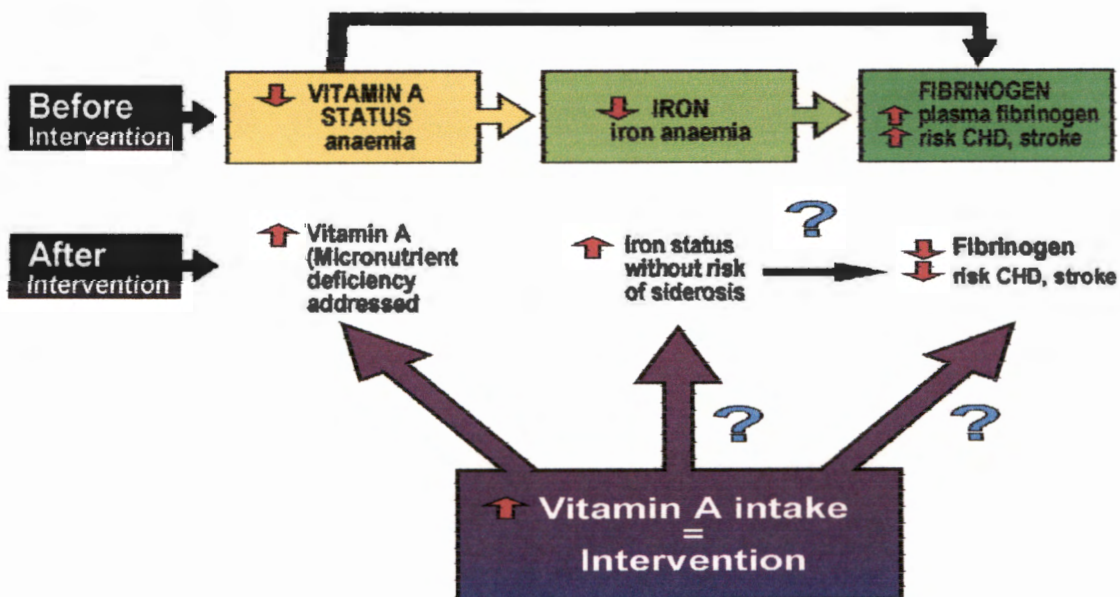 Before
Intervention
VITAMIN A
STATUS
anaemia
IRON
iron anaemia
FIBRINOGEN
plasma fibrinogen
risk CHD, stroke
After
Intervention
Vitamin A
(Micronutrient
deficiency
addressed
Iron status
without risk
of siderosis
?
Fibrinogen
risk CHD, stroke
?
?
Vitamin A intake
=
Intervention